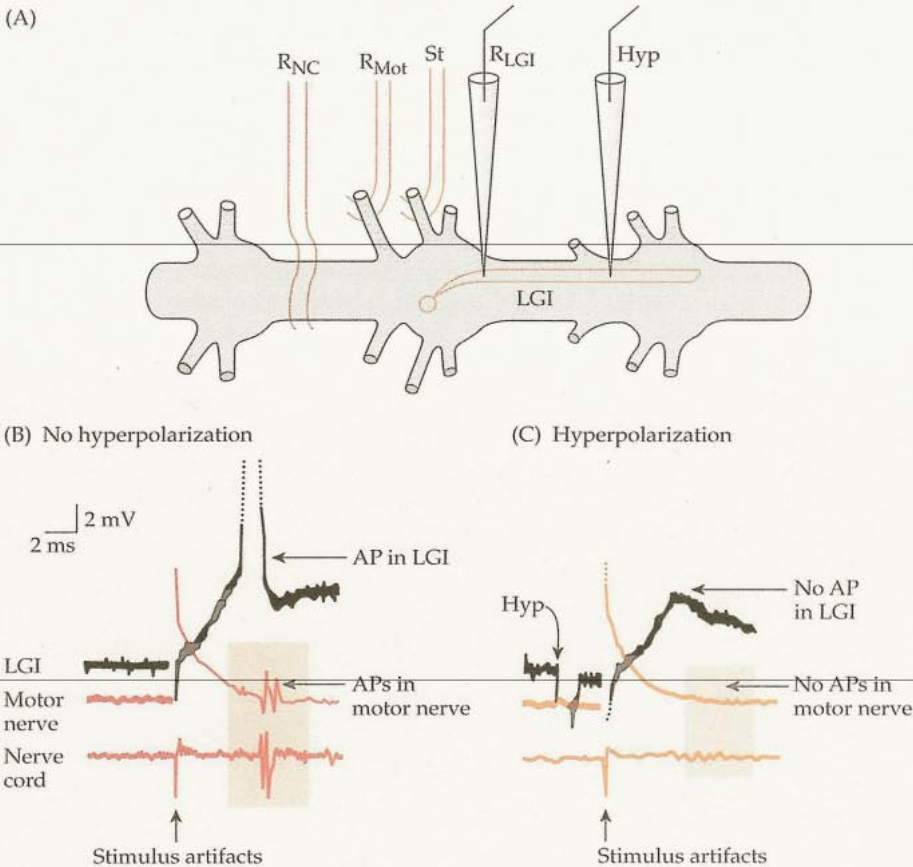 (A)
R_NC R_Mot St R_LGI Hyp
LGI
(B) No hyperpolarization
(C) Hyperpolarization
2 mV
2 ms
AP in LGI
No AP
in LGI
Hyp
LGI
Motor
nerve
APs in
motor nerve
No APs in
motor nerve
Nerve
cord
Stimulus artifacts
Stimulus artifacts